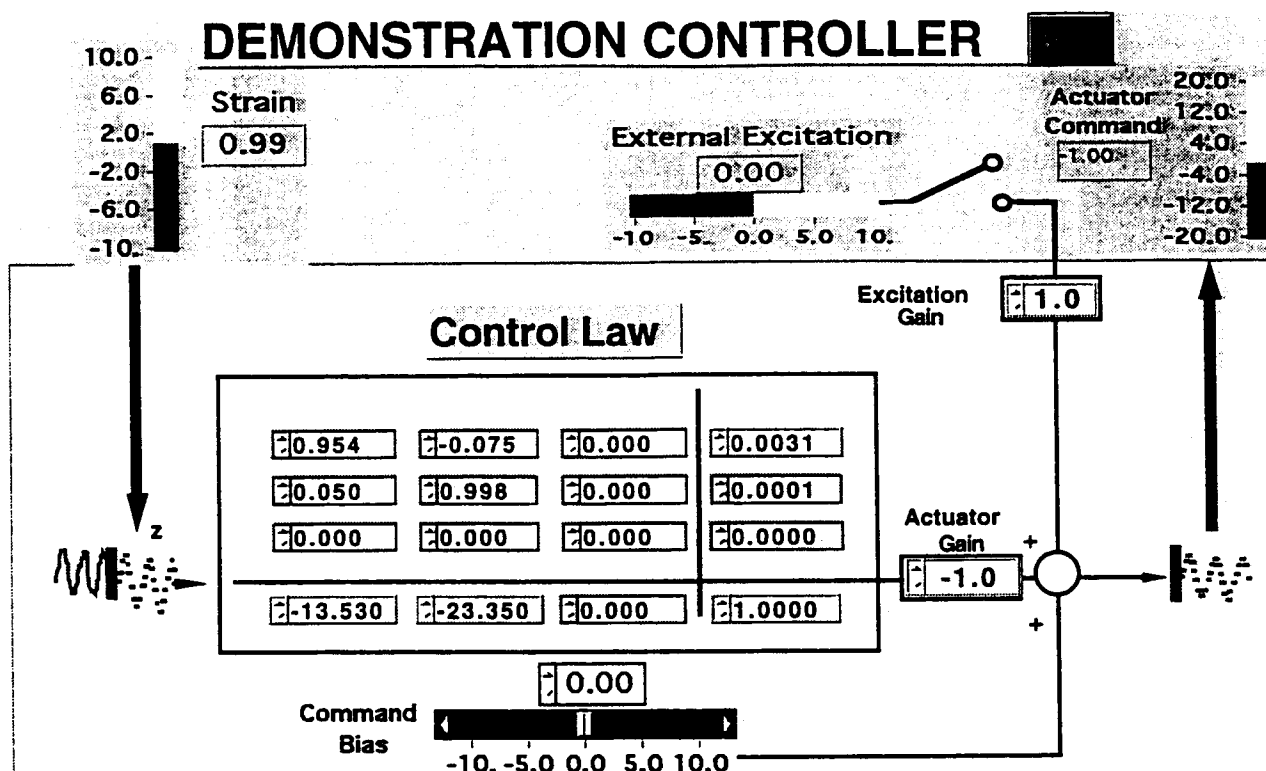 DEMONSTRATION CONTROLLER
10.0 -
6.0 -
2.0 -
-2.0 -
-6.0 -
-10. -
Strain
0.99
External Excitation
0.00
-10 -5. 0.0 5.0 10.
Actuator
Command
-1.00
20.0 -
12.0 -
4.0 -
-4.0 -
-12.0 -
-20.0 -
Excitation
Gain
1.0
Control Law
0.954 -0.075 0.000 0.0031
0.050 0.998 0.000 0.0001
0.000 0.000 0.000 0.0000
-13.530 -23.350 0.000 1.0000
z
Actuator
Gain
-1.0
+
+
0.00
Command
Bias
-10. -5.0 0.0 5.0 10.0